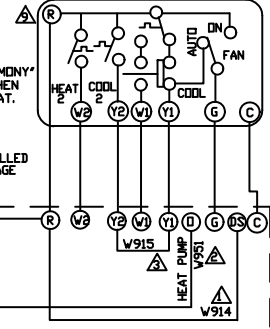 9
R
ON
AUTO
FAN
MONY"
HEN
AT.
HEAT
2
COOL
2
COOL
W2
Y2
W1
Y1
G
C
LLED
GE
R
W2
Y2
W1
Y1
O
G
DS
C
W915
3
HEAT PUMP
W951
2
1
W914